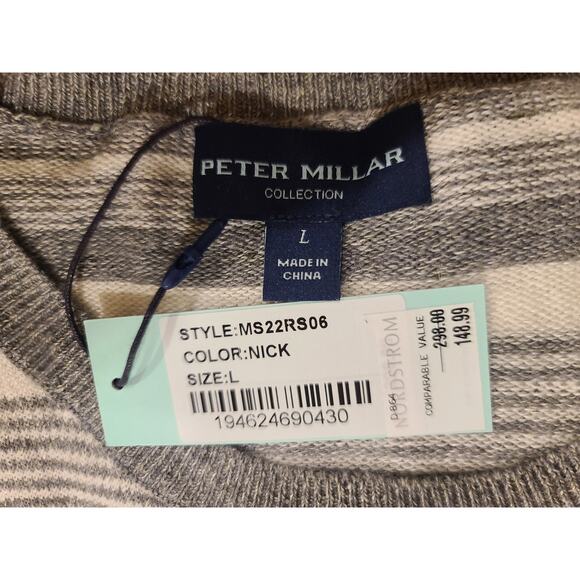 PETER MILLAR
COLLECTION
L
MADE IN
CHINA
STYLE:MS22RS06
COLOR:NICK
SIZE:L
194624690430
D864
NORDSTROM
COMPARABLE VALUE
298.00
148.99